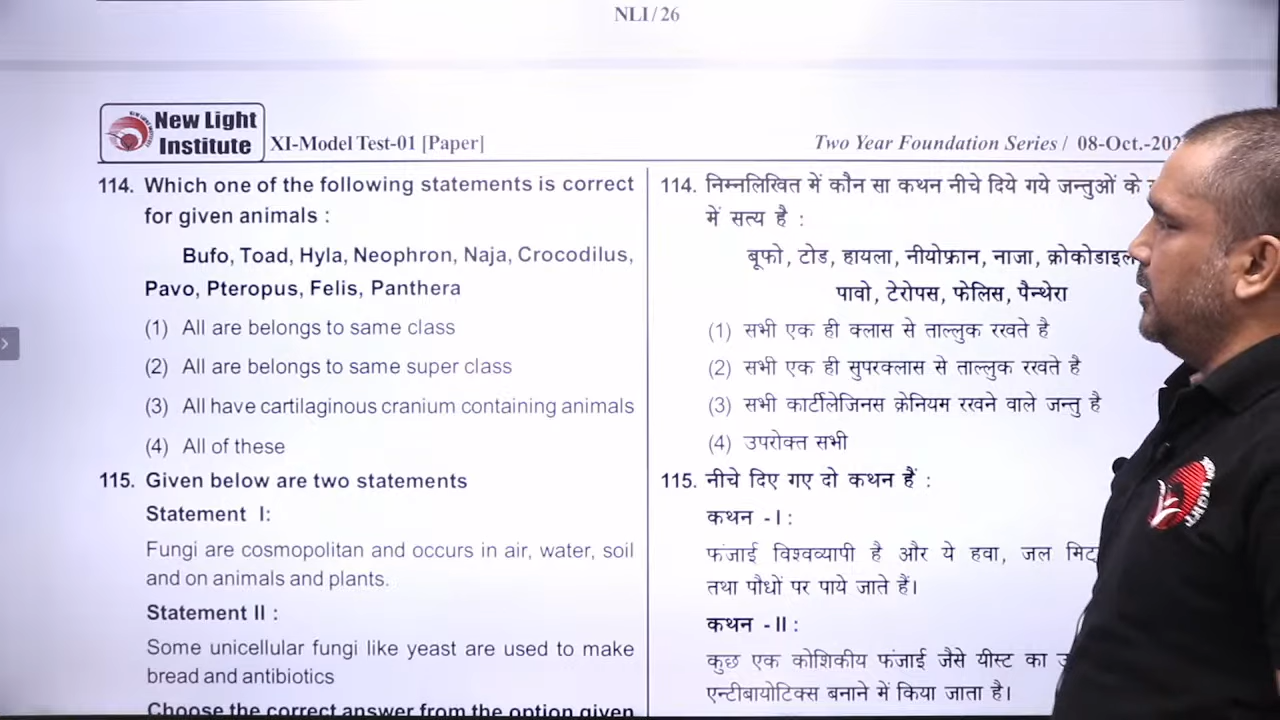 NLI/26
New Light
Institute
XI-Model Test-01 [Paper]
Two Year Foundation Series / 08-Oct.-202
114. Which one of the following statements is correct
for given animals :
Bufo, Toad, Hyla, Neophron, Naja, Crocodilus,
Pavo, Pteropus, Felis, Panthera
(1) All are belongs to same class
(2) All are belongs to same super class
(3) All have cartilaginous cranium containing animals
(4) All of these
115. Given below are two statements
Statement I:
Fungi are cosmopolitan and occurs in air, water, soil
and on animals and plants.
Statement II :
Some unicellular fungi like yeast are used to make
bread and antibiotics
Choose the correct answer from the option given
114. निम्नलिखित में कौन सा कथन नीचे दिये गये जन्तुओं के
में सत्य है :
बूफो, टोड, हायला, नीयोफ्रान, नाजा, क्रोकोडाइल
पावो, टेरोपस, फेलिस, पैन्थेरा
(1) सभी एक ही क्लास से ताल्लुक रखते है
(2) सभी एक ही सुपरक्लास से ताल्लुक रखते है
(3) सभी कार्टीलेजिनस क्रेनियम रखने वाले जन्तु है
(4) उपरोक्त सभी
115. नीचे दिए गए दो कथन हैं :
कथन -I :
फंजाई विश्वव्यापी है और ये हवा, जल
तथा पौधों पर पाये जाते हैं।
कथन -II :
कुछ एक कोशिकीय फंजाई जैसे यीस्ट का
एन्टीबायोटिक्स बनाने में किया जाता है।